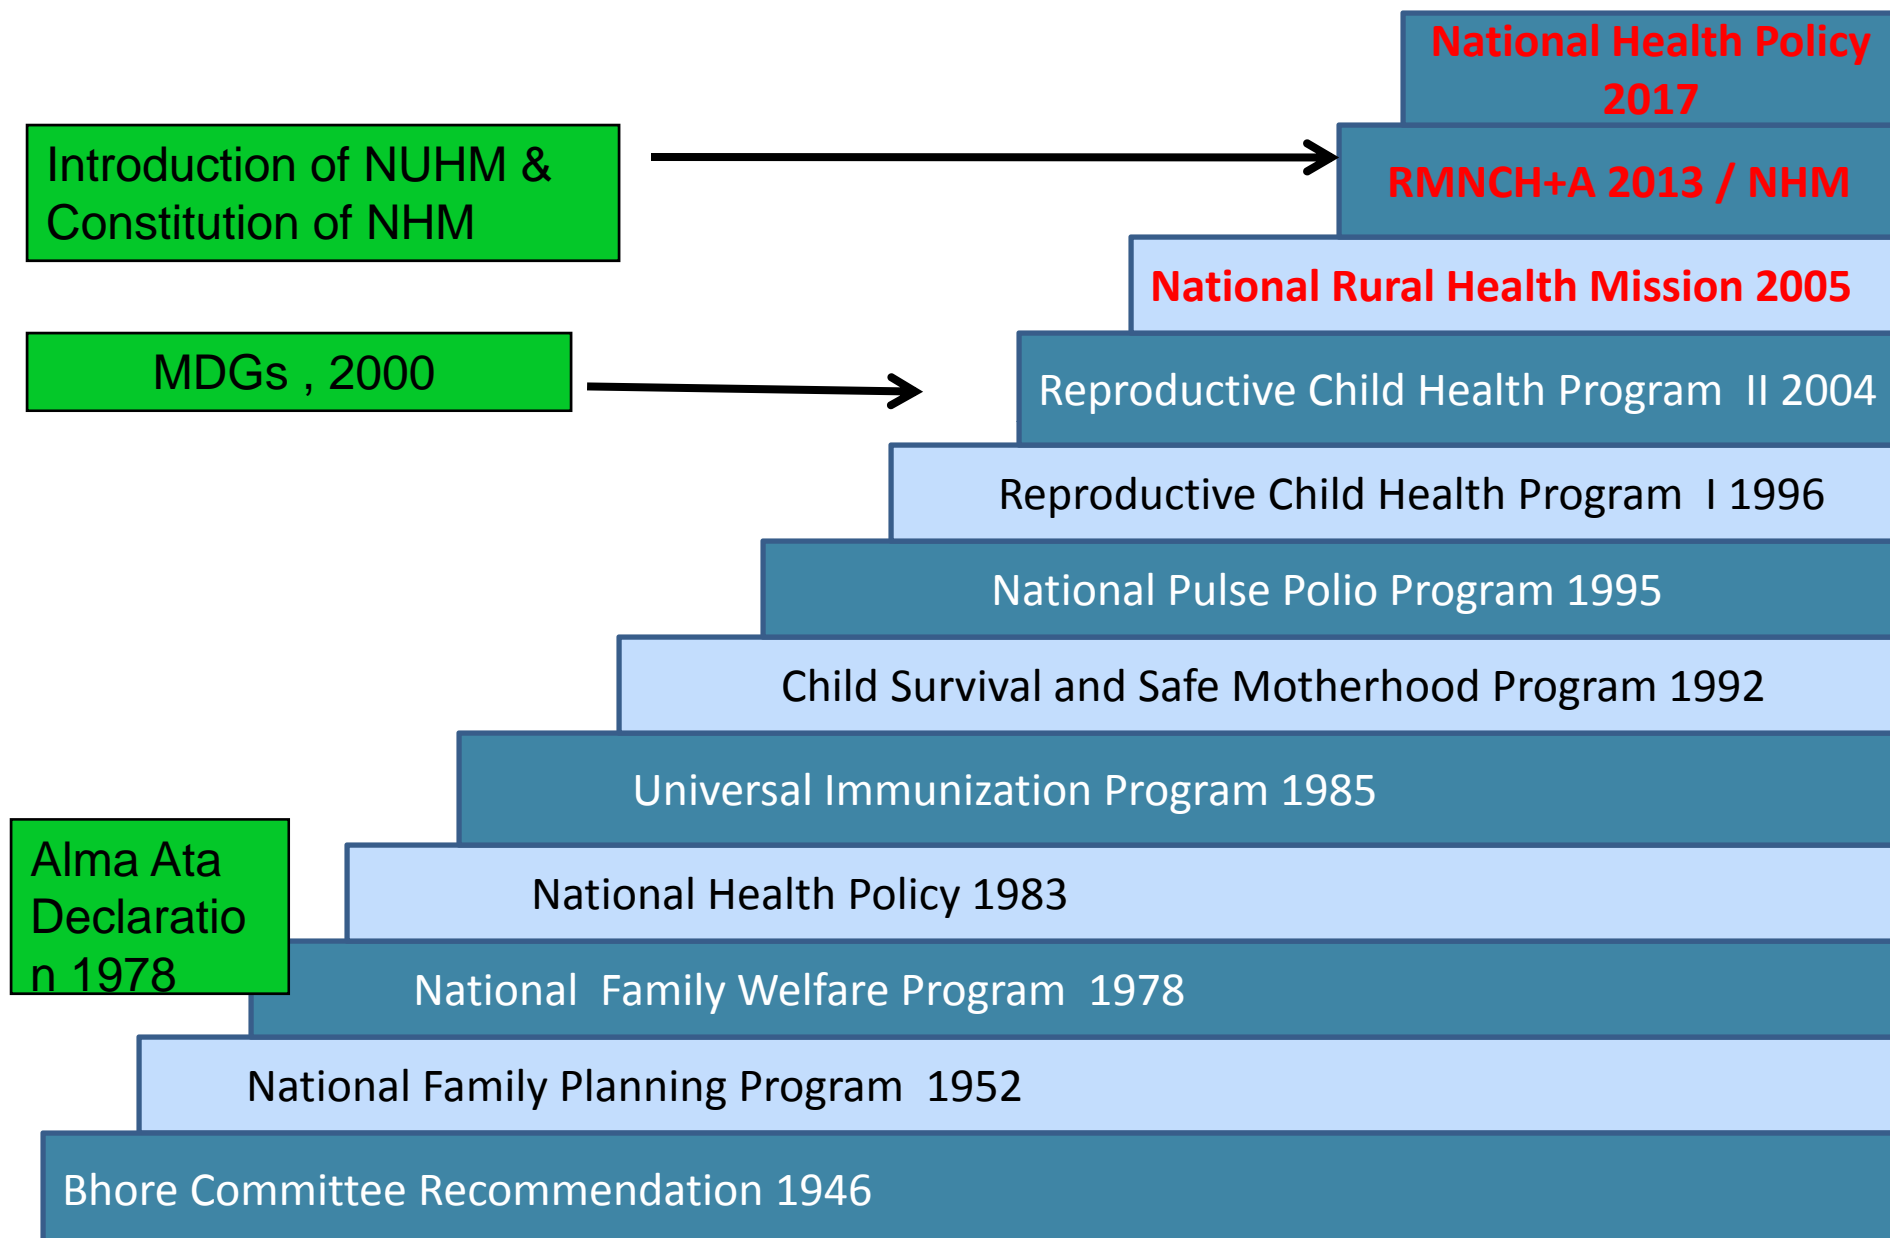 National Health Policy
2017
Introduction of NUHM &
Constitution of NHM
RMNCH+A 2013 / NHM
National Rural Health Mission 2005
MDGs , 2000
Reproductive Child Health Program II 2004
Reproductive Child Health Program I 1996
National Pulse Polio Program 1995
Child Survival and Safe Motherhood Program 1992
Universal Immunization Program 1985
Alma Ata
Declaratio
n 1978
National Health Policy 1983
National Family Welfare Program 1978
National Family Planning Program 1952
Bhore Committee Recommendation 1946